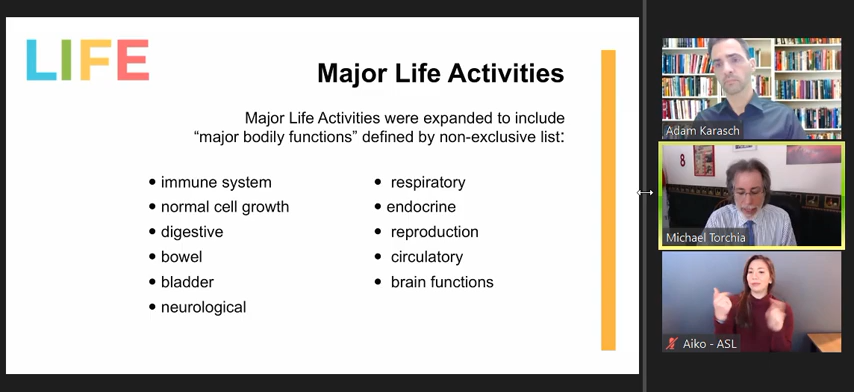 LIFE
Major Life Activities
Major Life Activities were expanded to include
“major bodily functions” defined by non-exclusive list:
• immune system
• normal cell growth
• digestive
• bowel
• bladder
• neurological
• respiratory
• endocrine
• reproduction
• circulatory
• brain functions
Adam Karasch
8
Michael Torchia
Aiko - ASL